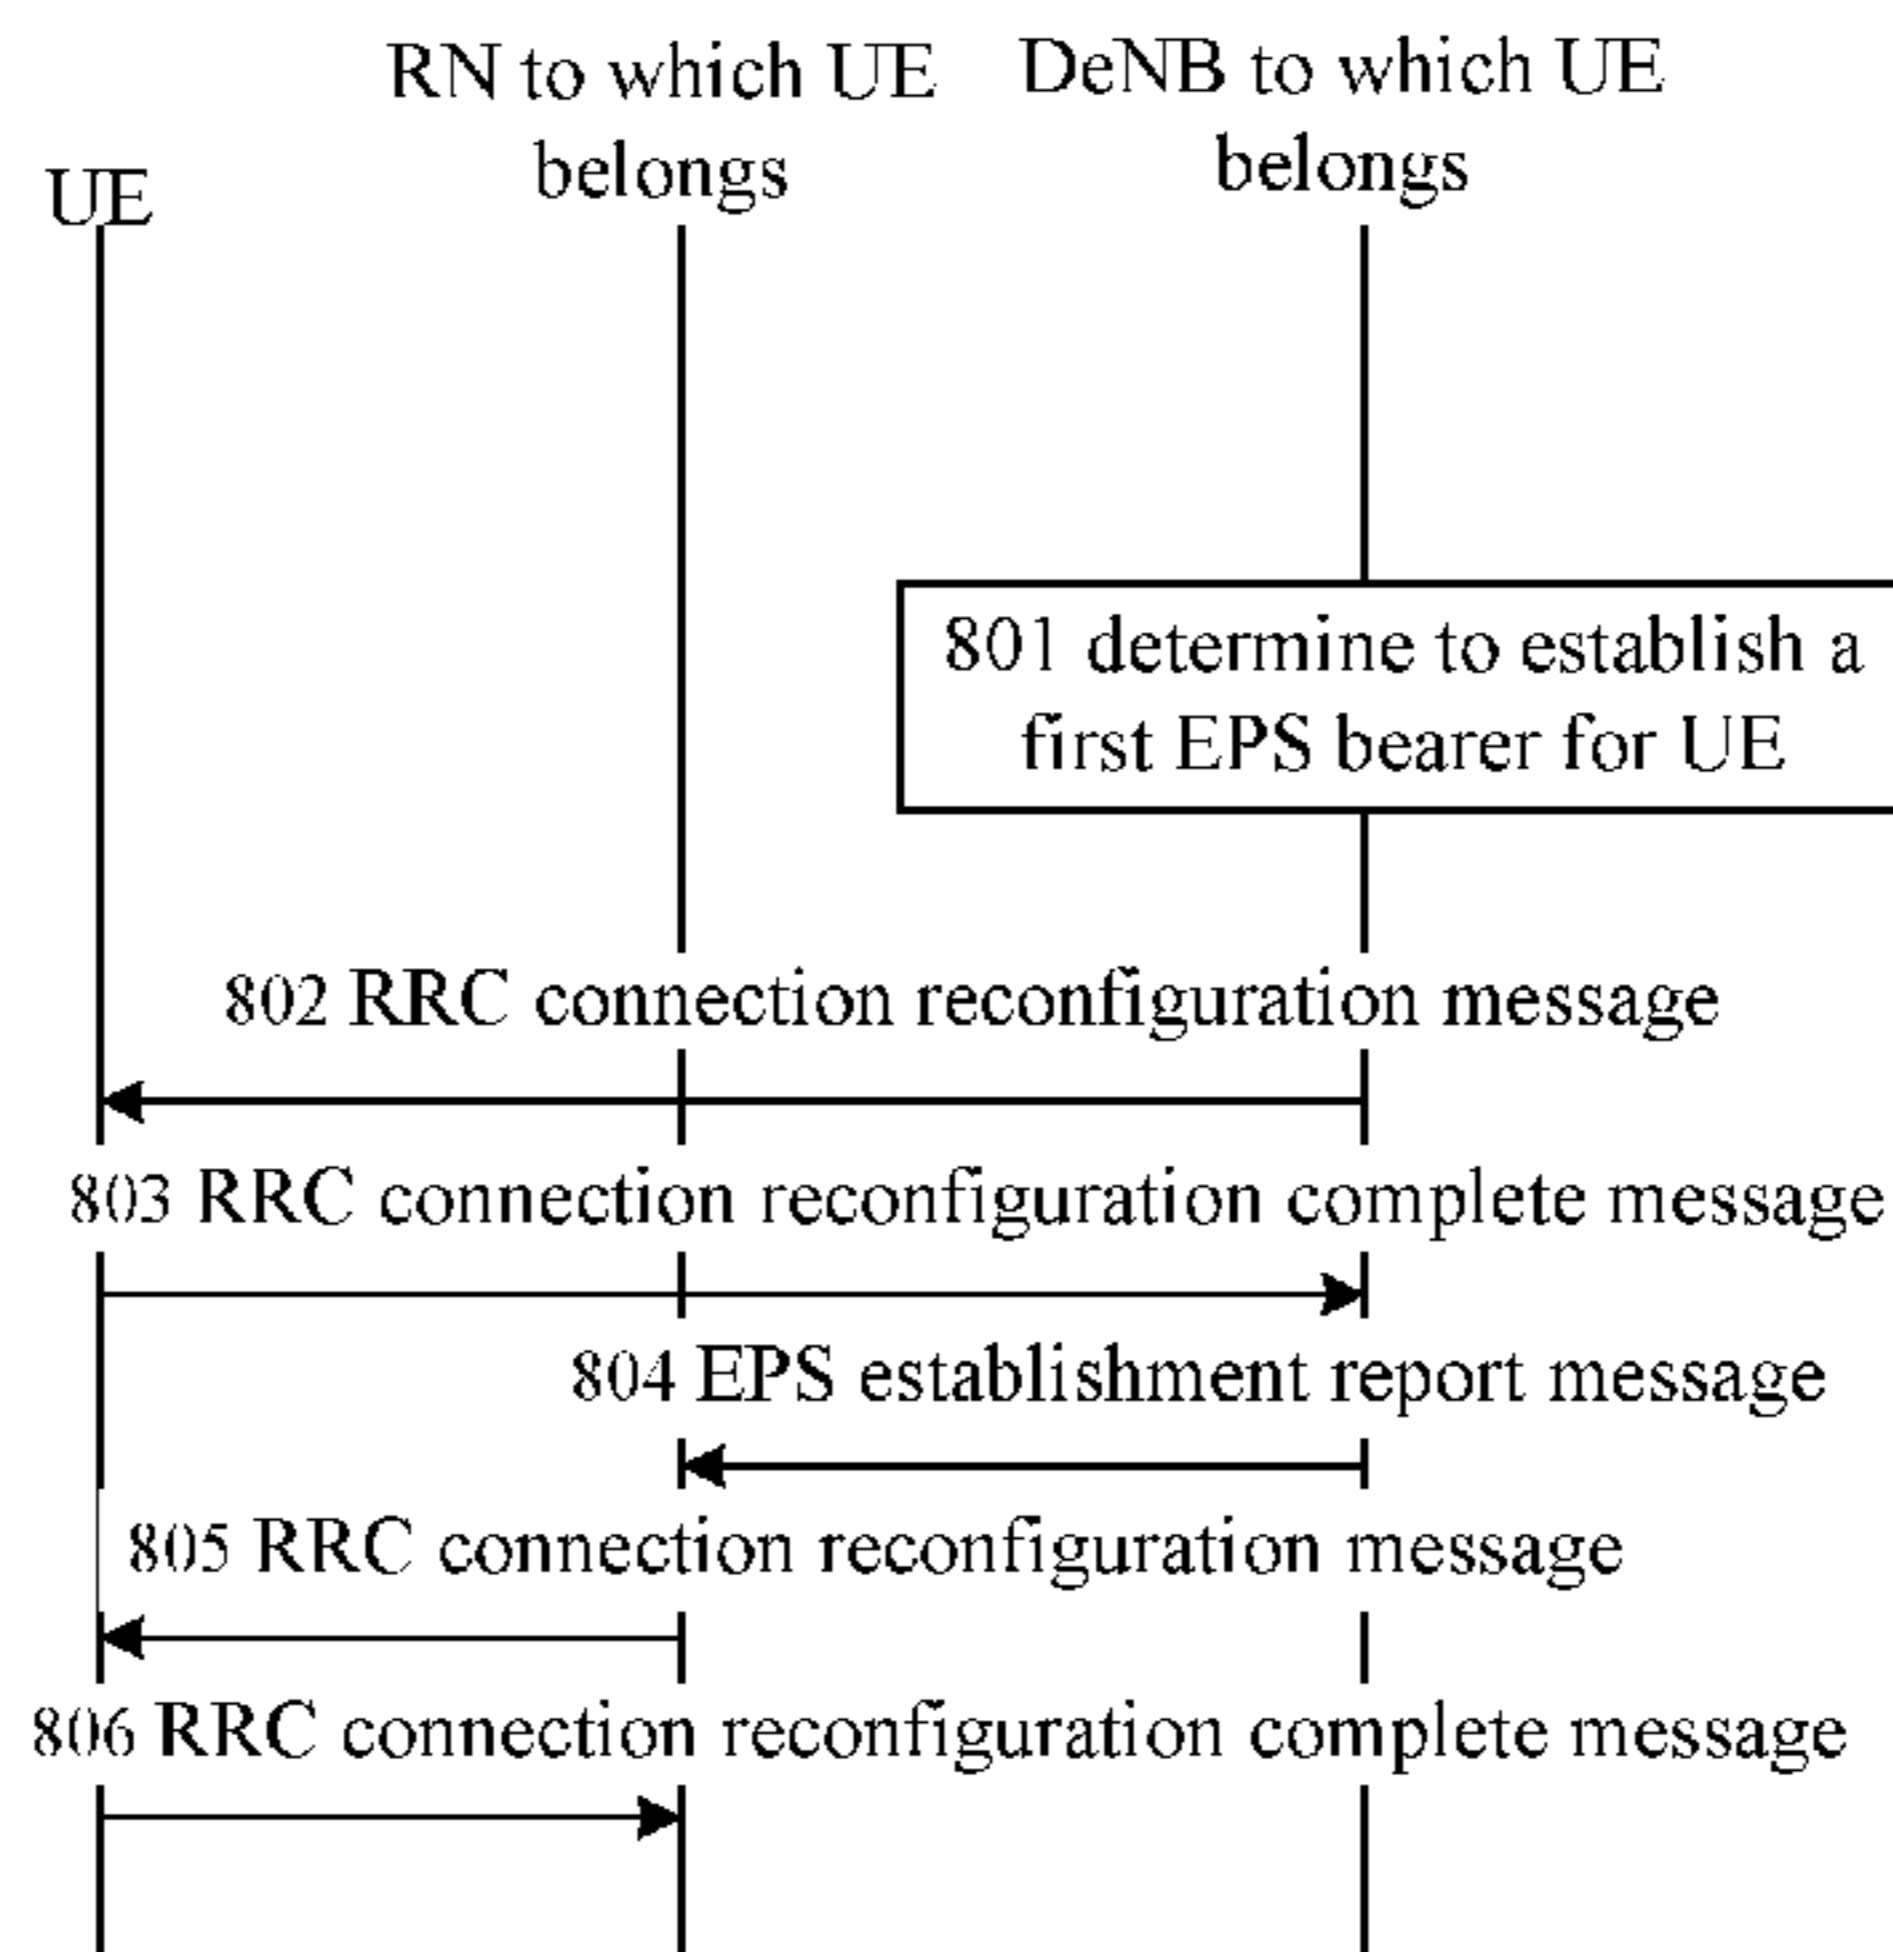 RN to which UE
belongs
DeNB to which UE
belongs
UE
801 determine to establish a
first EPS bearer for UE
802 RRC connection reconfiguration message
803 RRC connection reconfiguration complete message
804 EPS establishment report message
805 RRC connection reconfiguration message
806 RRC connection reconfiguration complete message